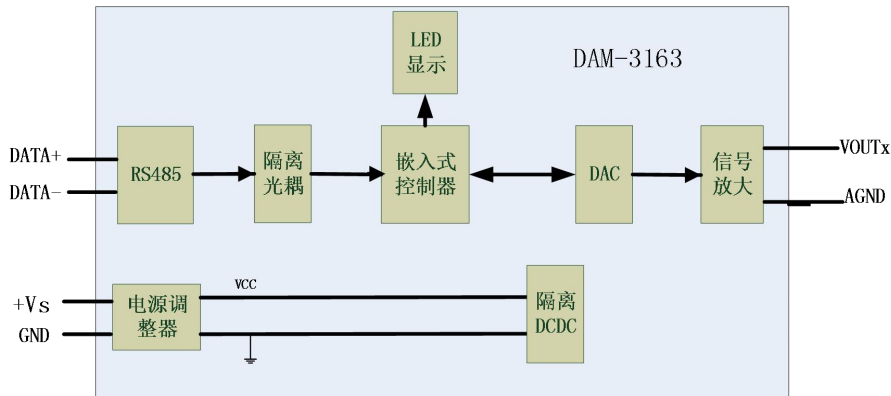 LED
显示
DAM-3163
DATA+
DATA-
RS485
隔离
光耦
嵌入式
控制器
DAC
信号
放大
VOUTx
AGND
+Vs
GND
电源调
整器
VCC
隔离
DCDC